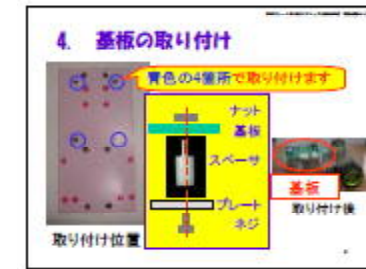 4. 基板の取り付け
青色の4箇所で取り付けます
ナット
基板
スペーサ
プレート
ネジ
基板
取り付け位置
取り付け後